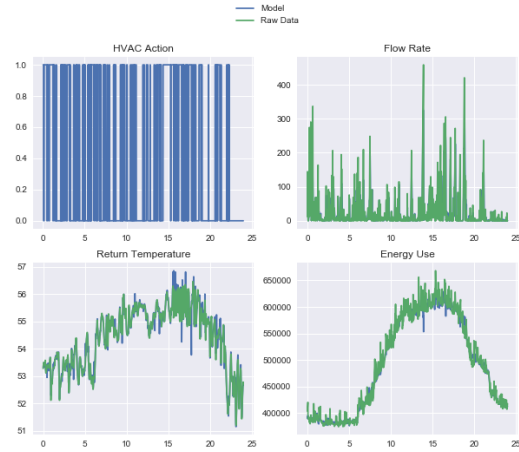 Model
Raw Data
HVAC Action
Flow Rate
1.0
0.8
0.6
0.4
0.2
0.0
0 5 10 15 20 25
400
300
200
100
0
0 5 10 15 20 25
Return Temperature
Energy Use
57
56
55
54
53
52
51
0 5 10 15 20 25
650000
600000
550000
500000
450000
400000
0 5 10 15 20 25